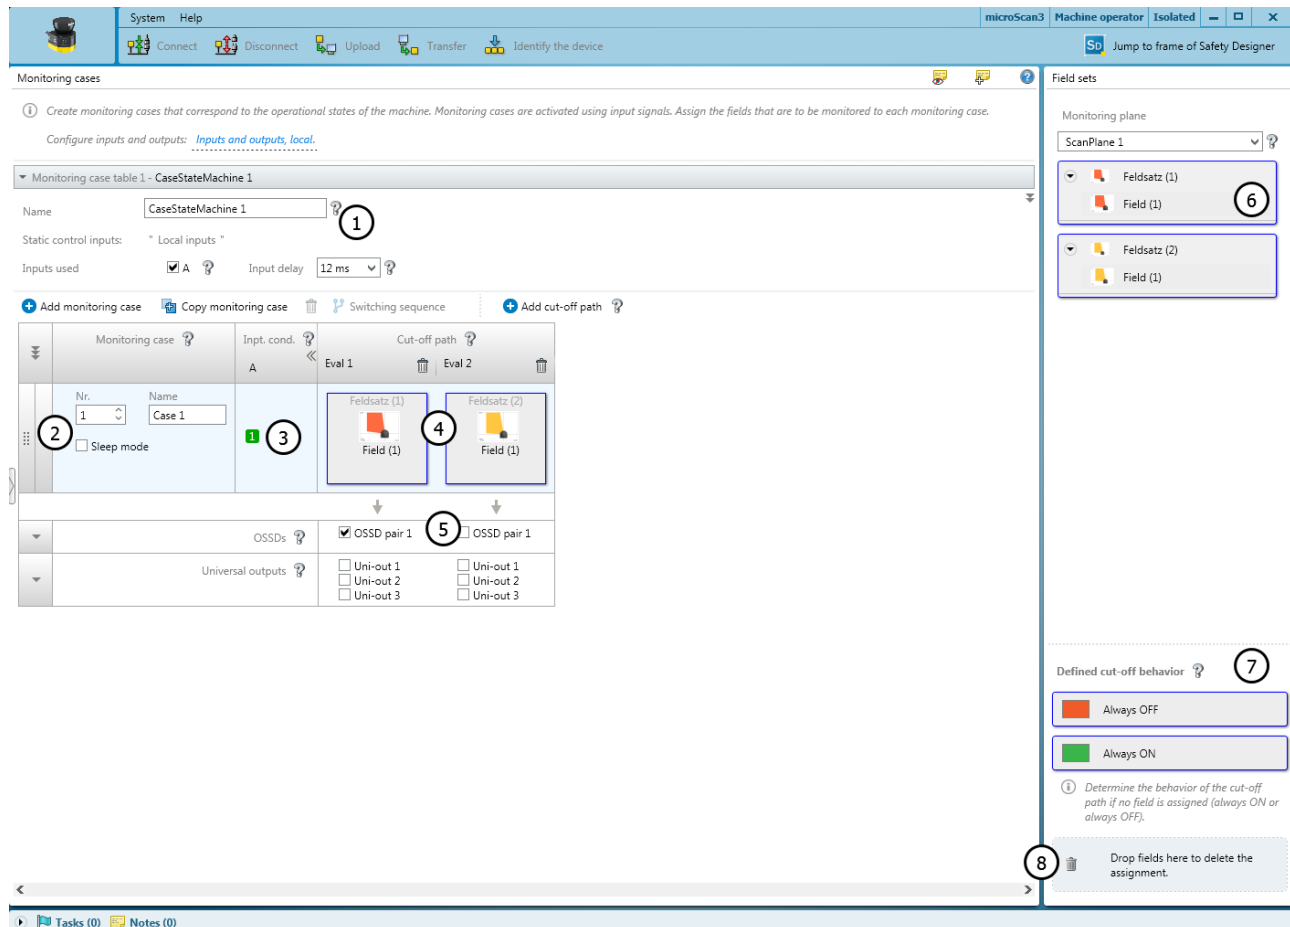 System Help
microScan3 Machine operator Isolated
Connect Disconnect Upload Transfer Identify the device
SD Jump to frame of Safety Designer
Monitoring cases
Create monitoring cases that correspond to the operational states of the machine. Monitoring cases are activated using input signals. Assign the fields that are to be monitored to each monitoring case.
Configure inputs and outputs: Inputs and outputs, local.
Monitoring case table 1 - CaseStateMachine 1
Name CaseStateMachine 1
1
Static control inputs: " Local inputs "
Inputs used A Input delay 12 ms
Add monitoring case Copy monitoring case Switching sequence Add cut-off path
Monitoring case Inpt. cond. Cut-off path
A Eval 1 Eval 2
Nr. Name Feldsatz (1) Feldsatz (2)
1 Case 1
2 Sleep mode 1 3 4
Field (1) Field (1)
OSSDs OSSD pair 1 5 OSSD pair 1
Universal outputs
Uni-out 1 Uni-out 1
Uni-out 2 Uni-out 2
Uni-out 3 Uni-out 3
Field sets
Monitoring plane
ScanPlane 1
Feldsatz (1)
Field (1)
6
Feldsatz (2)
Field (1)
Defined cut-off behavior 7
Always OFF
Always ON
Determine the behavior of the cut-off
path if no field is assigned (always ON or
always OFF).
8 Drop fields here to delete the
assignment.
Tasks (0) Notes (0)